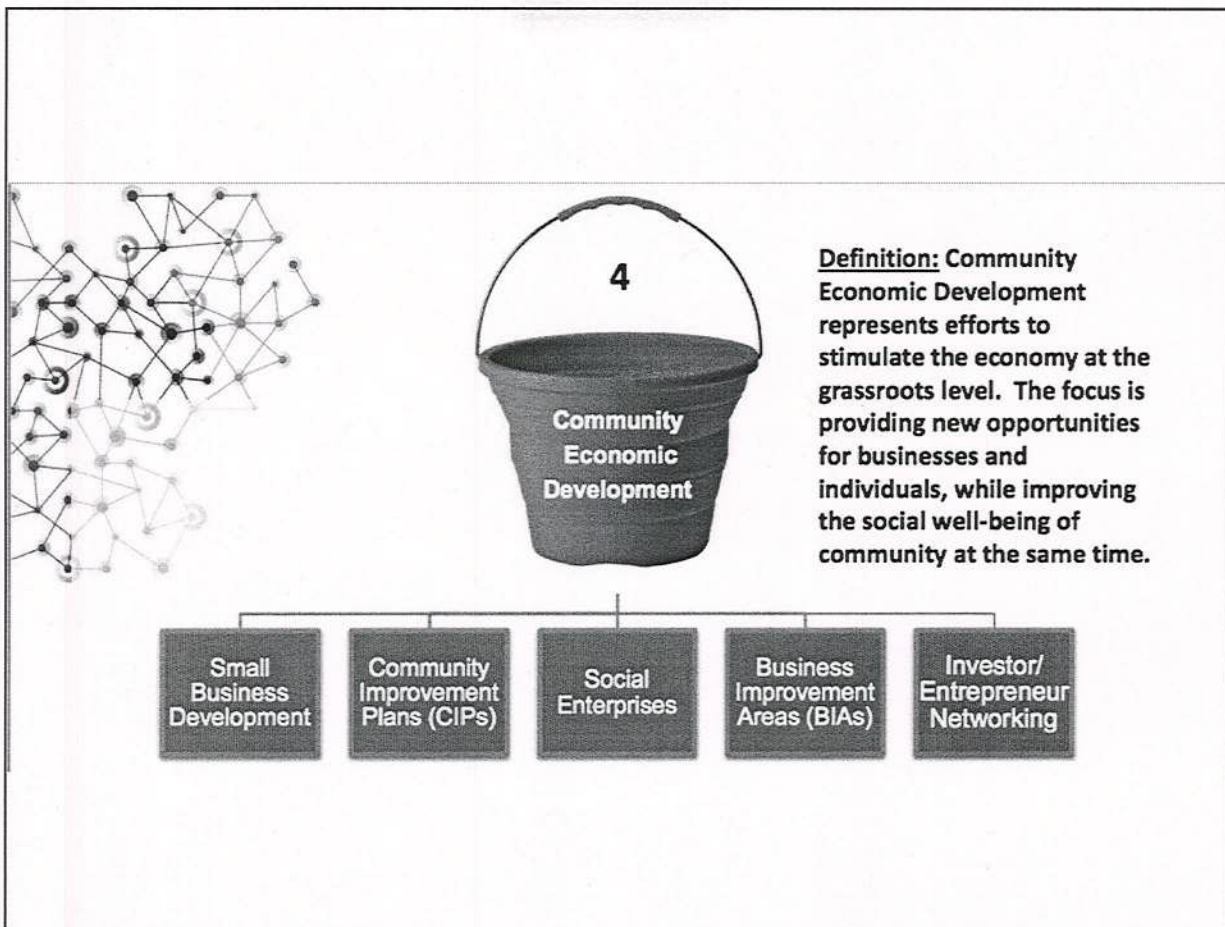 4
Community
Economic
Development
Definition: Community
Economic Development
represents efforts to
stimulate the economy at the
grassroots level. The focus is
providing new opportunities
for businesses and
individuals, while improving
the social well-being of
community at the same time.
Small
Business
Development
Community
Improvement
Plans (CIPs)
Social
Enterprises
Business
Improvement
Areas (BIAs)
Investor/
Entrepreneur
Networking